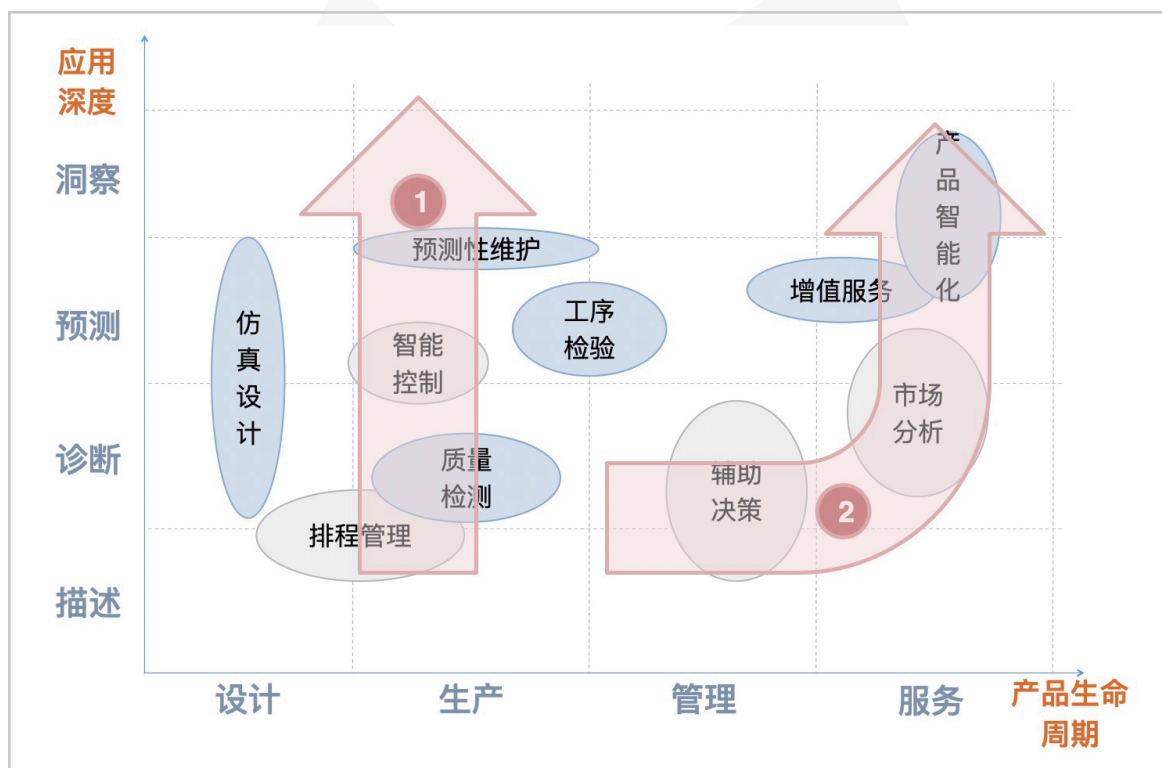 应用
深度
洞察
预测
诊断
描述
仿
真
设
计
排程管理
质量
检测
智能
控制
预测性维护
1
工序
检验
辅助
决策
2
市场
分析
增值服务
产
品
智
能
化
设计
生产
管理
服务
产品生命
周期